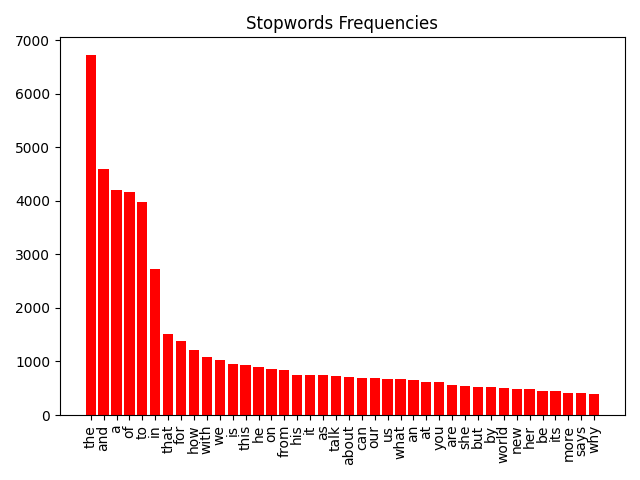 Stopwords Frequencies
7000
6000
5000
4000
3000
2000
1000
0
the
and
a
of
to
in
that
for
how
with
we
is
this
he
on
from
his
it
as
talk
about
can
our
us
what
an
at
you
are
she
but
by
world
new
her
be
its
more
says
why